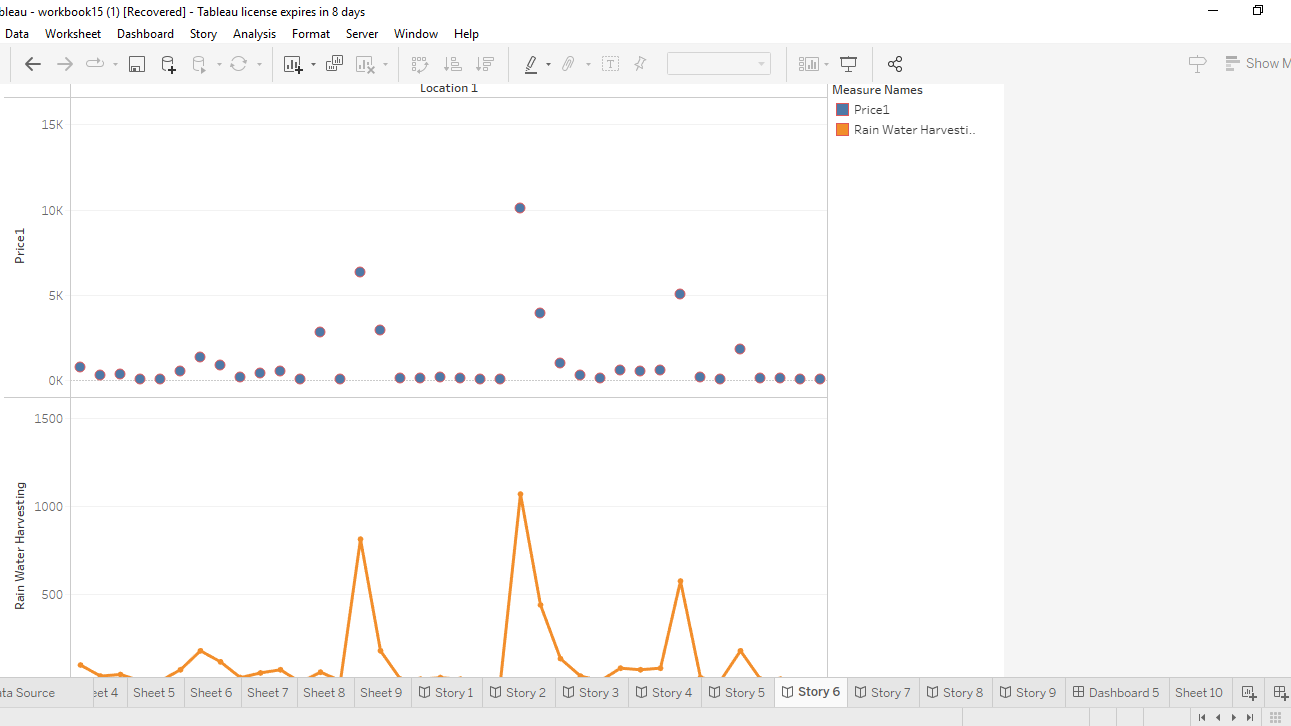 bleau - workbook15 (1) [Recovered] - Tableau license expires in 8 days
Data Worksheet Dashboard Story Analysis Format Server Window Help
Show M
Location 1
Measure Names
Price1
Rain Water Harvesti..
15K
10K
5K
0K
Price1
1500
1000
500
Rain Water Harvesting
ata Source eet 4 Sheet 5 Sheet 6 Sheet 7 Sheet 8 Sheet 9 Story 1 Story 2 Story 3 Story 4 Story 5 Story 6 Story 7 Story 8 Story 9 Dashboard 5 Sheet 10